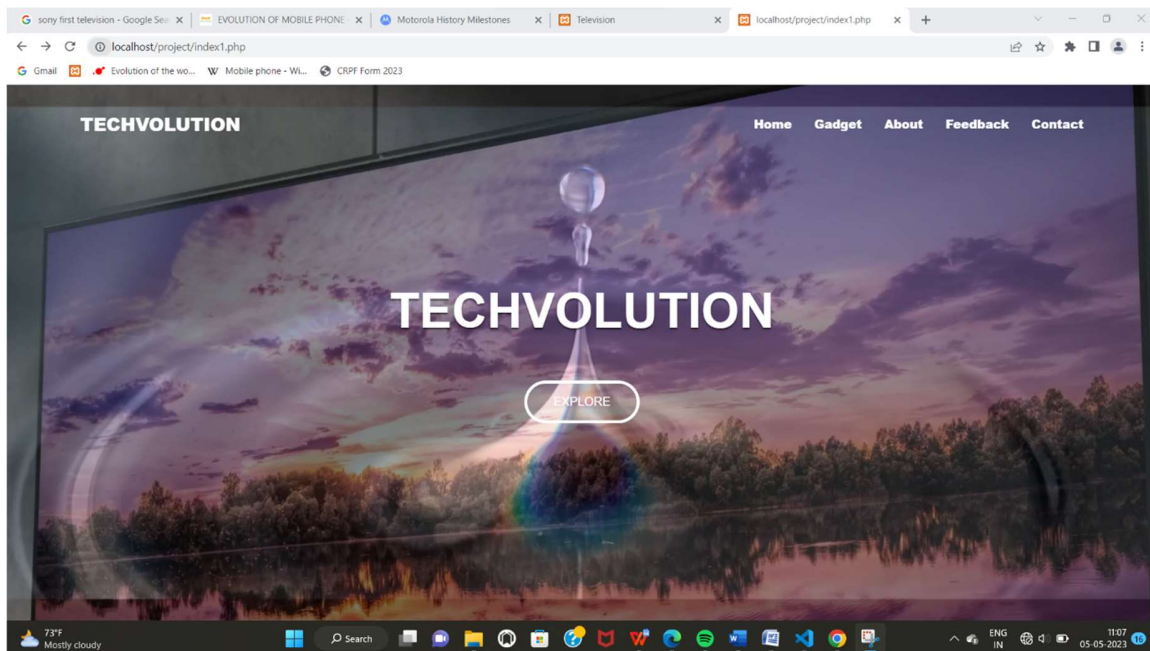 sony first television - Google Sea
EVOLUTION OF MOBILE PHONE
Motorola History Milestones
Television
localhost/project/index1.php
localhost/project/index1.php
Gmail
Evolution of the wo...
W Mobile phone - Wi...
CRPF Form 2023
TECHVOLUTION
Home Gadget About Feedback Contact
TECHVOLUTION
EXPLORE
73°F
Mostly cloudy
Search
ENG
IN
11:07
05-05-2023
16